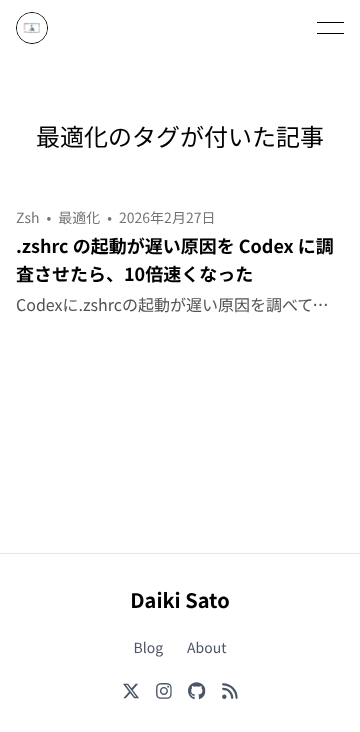 最適化のタグが付いた記事
Zsh • 最適化 • 2026年2月27日
.zshrc の起動が遅い原因を Codex に調
査させたら、10倍速くなった
Codexに.zshrcの起動が遅い原因を調べて…
Daiki Sato
Blog About